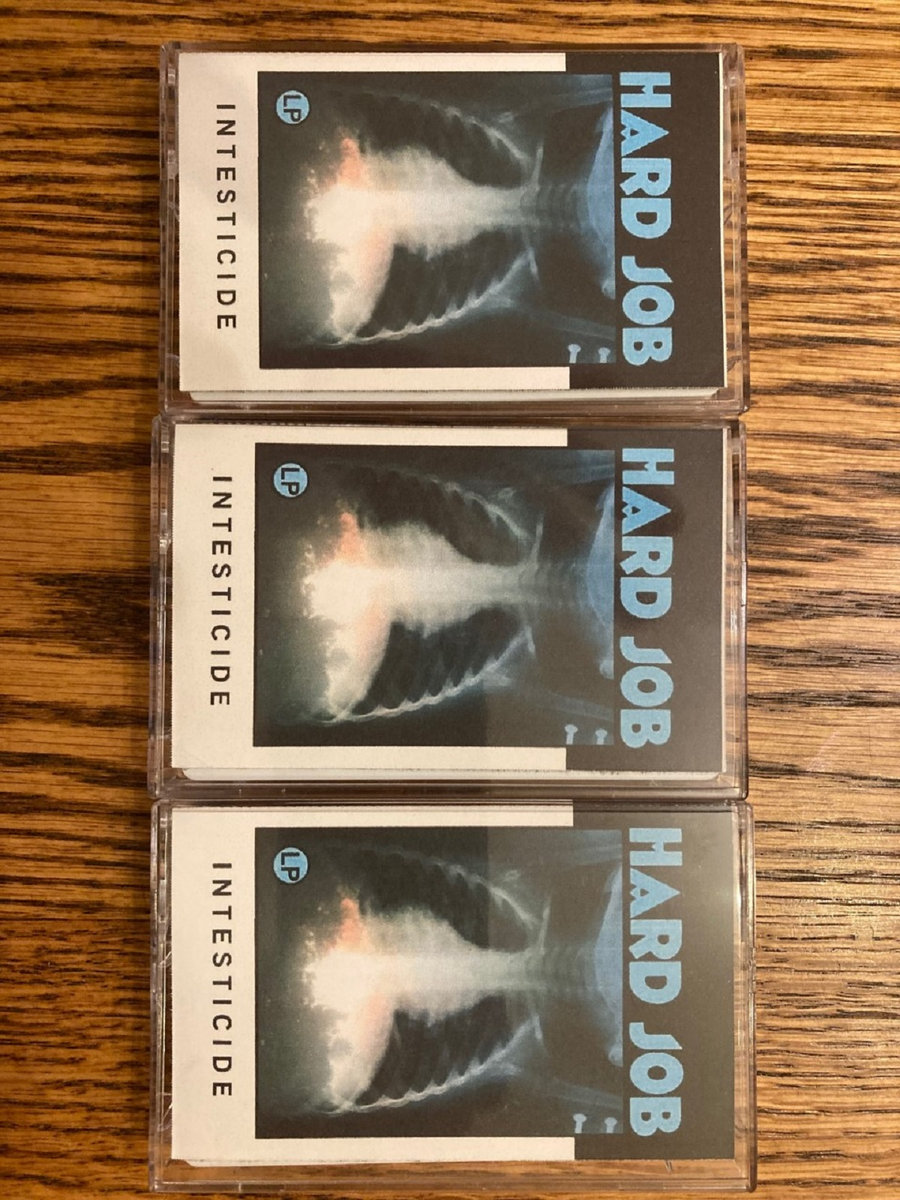 HARD JOB
LP
INTESTICIDE
HARD JOB
LP
INTESTICIDE
HARD JOB
LP
INTESTICIDE